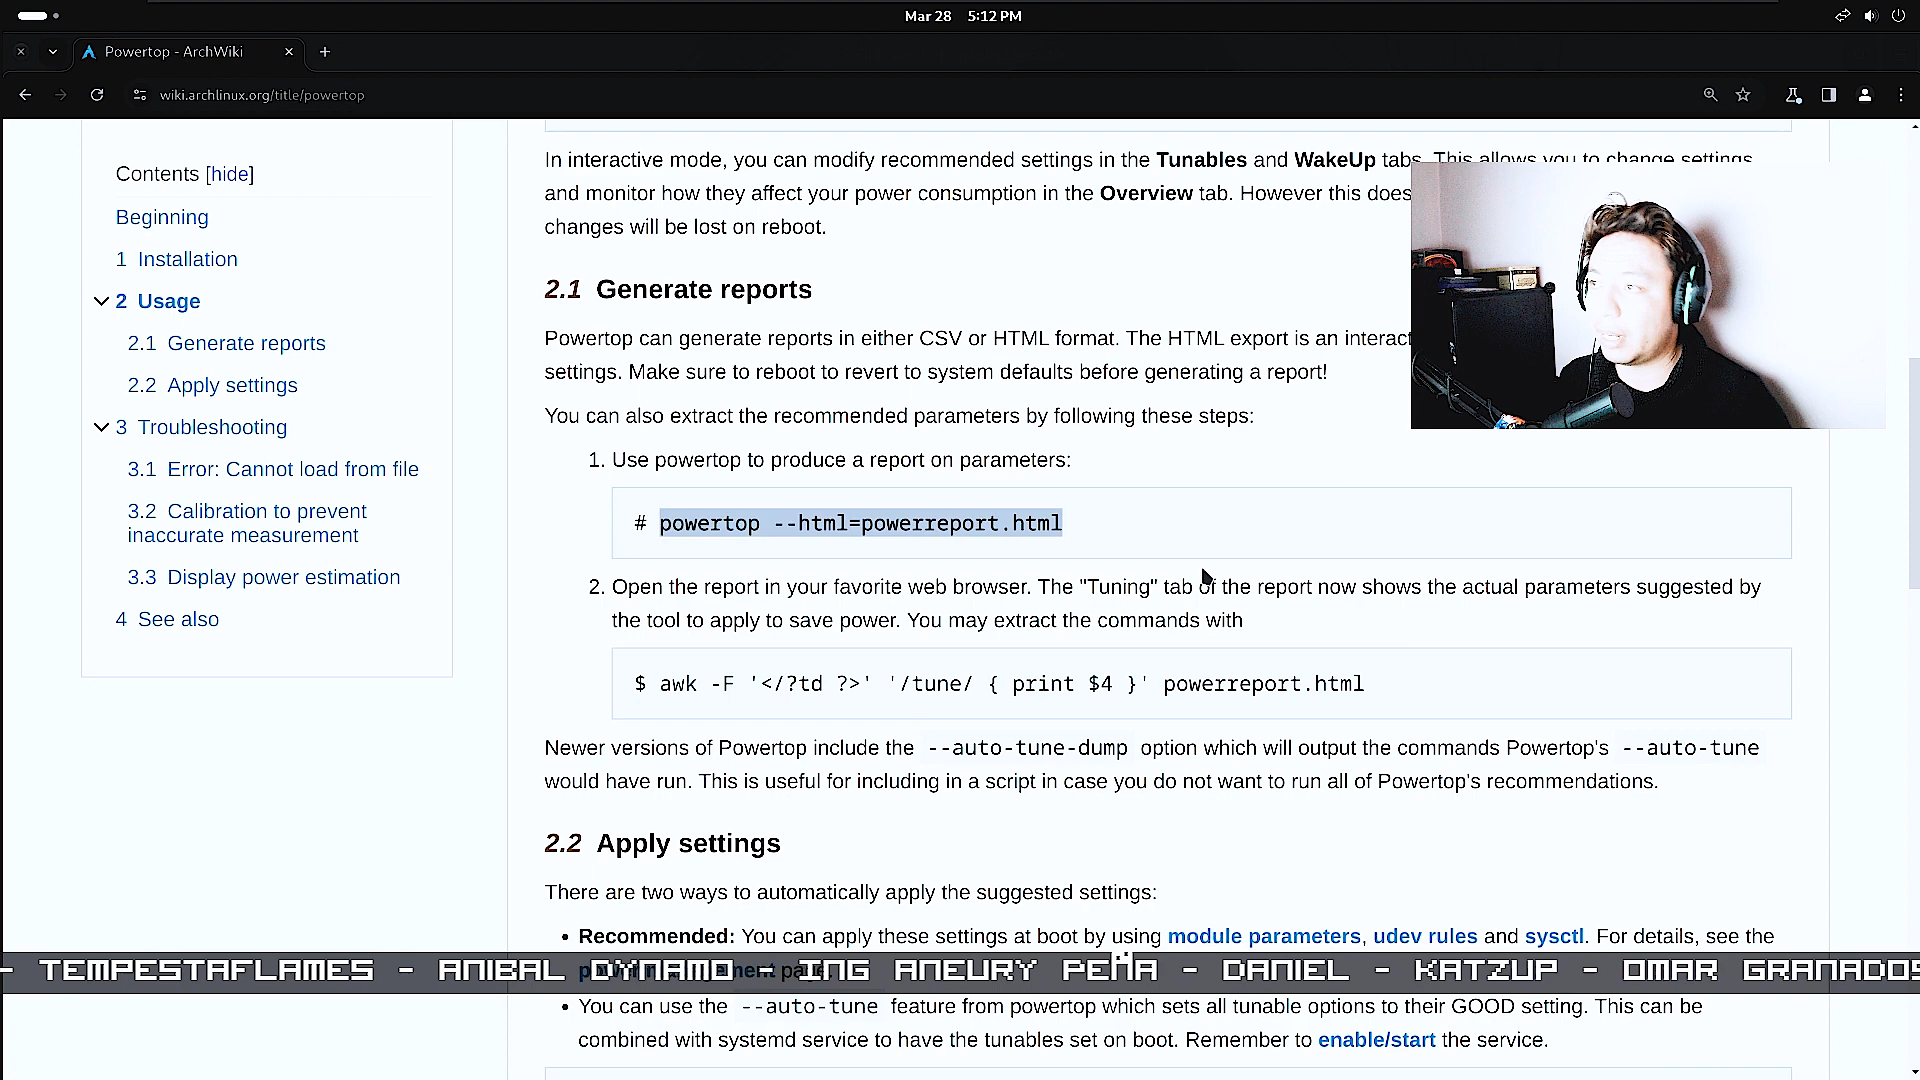 Mar 28 5:12 PM
Powertop - ArchWiki
wiki.archlinux.org/title/powertop
Contents [hide]
Beginning
1 Installation
2 Usage
2.1 Generate reports
2.2 Apply settings
3 Troubleshooting
3.1 Error: Cannot load from file
3.2 Calibration to prevent
inaccurate measurement
3.3 Display power estimation
4 See also
In interactive mode, you can modify recommended settings in the Tunables and WakeUp tabs. This allows you to change settings
and monitor how they affect your power consumption in the Overview tab. However this does
changes will be lost on reboot.
2.1 Generate reports
Powertop can generate reports in either CSV or HTML format. The HTML export is an interact
settings. Make sure to reboot to revert to system defaults before generating a report!
You can also extract the recommended parameters by following these steps:
1. Use powertop to produce a report on parameters:
# powertop --html=powerreport.html
2. Open the report in your favorite web browser. The "Tuning" tab of the report now shows the actual parameters suggested by
the tool to apply to save power. You may extract the commands with
$ awk -F '</?td ?>' '/tune/ { print $4 }' powerreport.html
Newer versions of Powertop include the --auto-tune-dump option which will output the commands Powertop's --auto-tune
would have run. This is useful for including in a script in case you do not want to run all of Powertop's recommendations.
2.2 Apply settings
There are two ways to automatically apply the suggested settings:
• Recommended: You can apply these settings at boot by using module parameters, udev rules and sysctl. For details, see the
- TEMPESTAFLAMES - ANIBAL DYNAMO - ING ANEURY PEÑA - DANIEL - KATZUP - OMAR GRANADOS
• You can use the --auto-tune feature from powertop which sets all tunable options to their GOOD setting. This can be
combined with systemd service to have the tunables set on boot. Remember to enable/start the service.